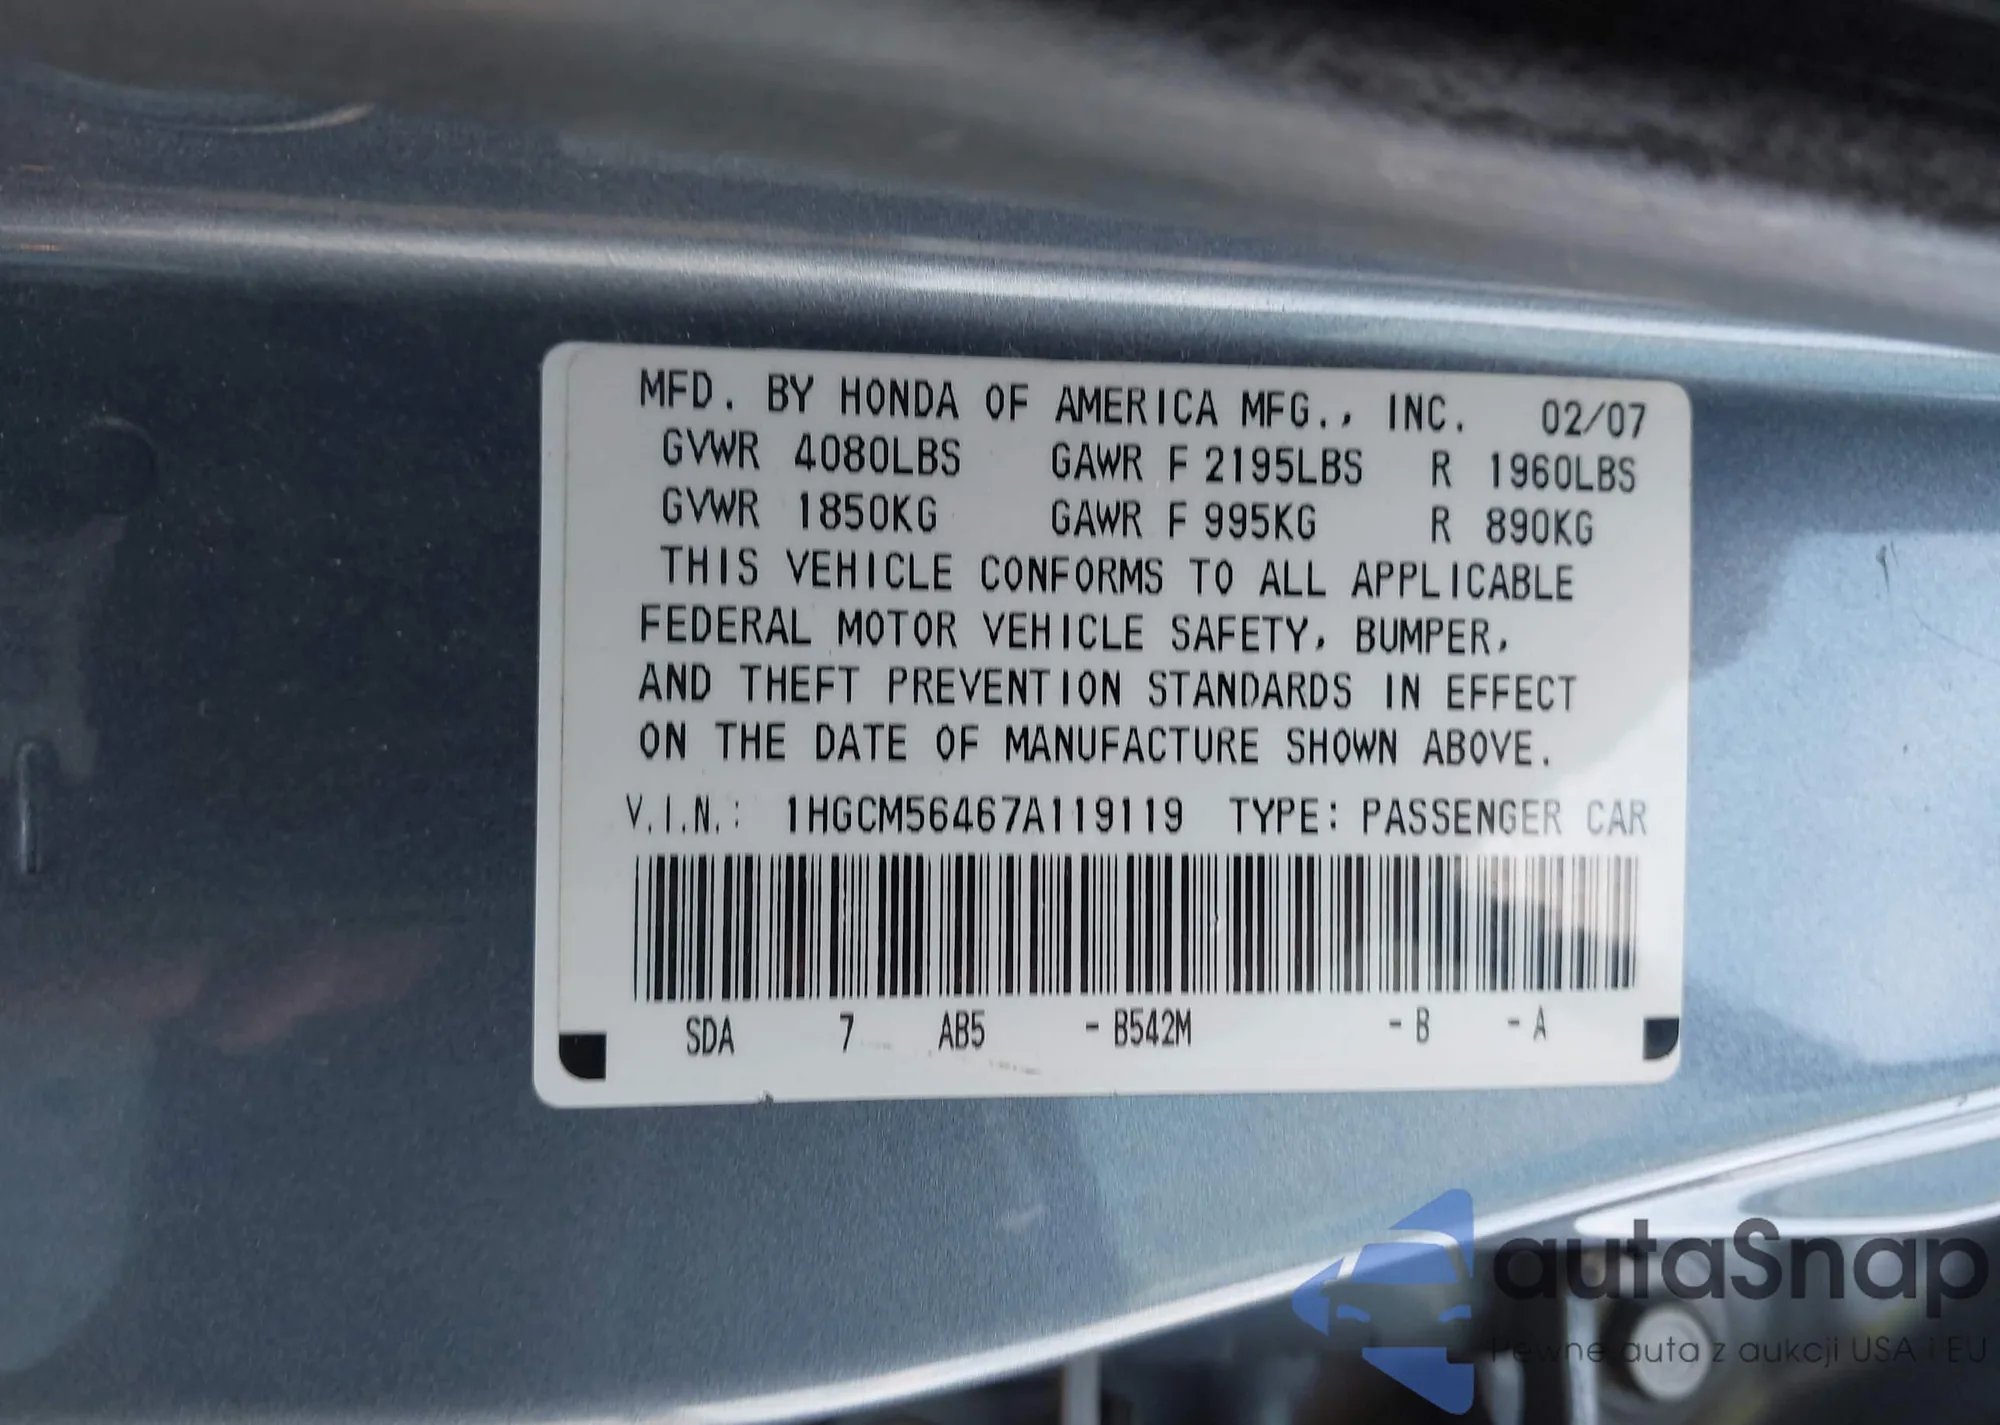 MFD. BY HONDA OF AMERICA MFG., INC. 02/07
GVWR 4080LBS GAWR F 2195LBS R 1960LBS
GVWR 1850KG GAWR F 995KG R 890KG
THIS VEHICLE CONFORMS TO ALL APPLICABLE
FEDERAL MOTOR VEHICLE SAFETY, BUMPER,
AND THEFT PREVENTION STANDARDS IN EFFECT
ON THE DATE OF MANUFACTURE SHOWN ABOVE.
V.I.N.: 1HGCM56467A119119 TYPE: PASSENGER CAR
SDA 7 AB5 - B542M - B - A
autaSnap
Pewne auta z aukcji USA i EU